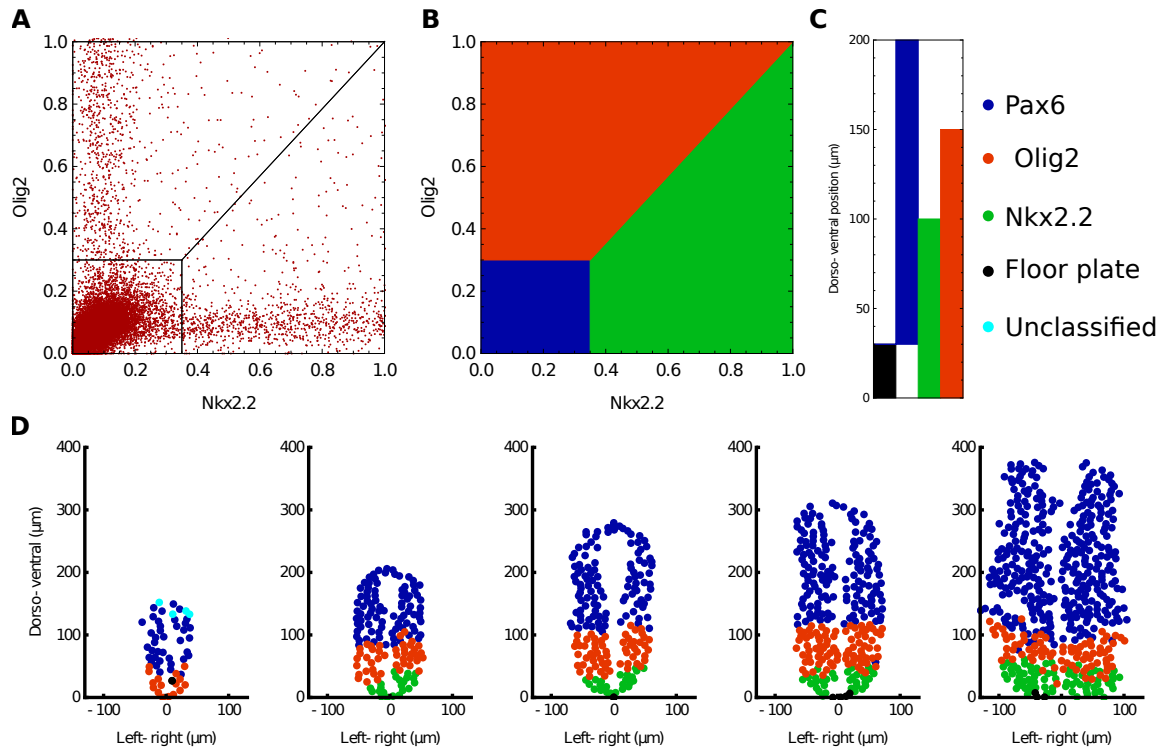 A
B
C
1.0
0.8
0.6
0.4
0.2
0.0
Olig2
0.0 0.2 0.4 0.6 0.8 1.0
Nkx2.2
1.0
0.8
0.6
0.4
0.2
0.0
Olig2
0.0 0.2 0.4 0.6 0.8 1.0
Nkx2.2
200
150
100
50
0
Dorso- ventral position (μm)
Pax6
Olig2
Nkx2.2
Floor plate
Unclassified
D
400
300
200
100
0
Dorso- ventral (μm)
- 100 0 100
Left- right (μm)
400
300
200
100
0
- 100 0 100
Left- right (μm)
400
300
200
100
0
- 100 0 100
Left- right (μm)
400
300
200
100
0
- 100 0 100
Left- right (μm)
400
300
200
100
0
- 100 0 100
Left- right (μm)